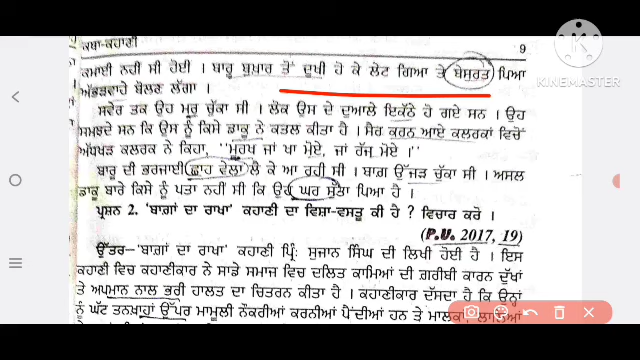 ਕਥਾ-ਕਹਾਣੀ 9
ਕਮਾਈ ਨਹੀਂ ਸੀ ਹੋਈ । ਬਾਰੂ ਬੁਖ਼ਾਰ ਤੋਂ ਦੁਖੀ ਹੋ ਕੇ ਲੇਟ ਗਿਆ ਤੇ ਬੇਸੁਰਤ ਪਿਆ
ਅੱਭੜਵਾਹੇ ਬੋਲਣ ਲੱਗਾ ।
ਸਵੇਰ ਤਕ ਉਹ ਮਰ ਚੁੱਕਾ ਸੀ । ਲੋਕ ਉਸ ਦੇ ਦੁਆਲੇ ਇਕੱਠੇ ਹੋ ਗਏ ਸਨ । ਉਹ
ਸਮਝਦੇ ਸਨ ਕਿ ਉਸ ਨੂੰ ਕਿਸੇ ਡਾਕੂ ਨੇ ਕਤਲ ਕੀਤਾ ਹੈ । ਸੈਰ ਕਰਨ ਆਏ ਕਲਰਕਾਂ ਵਿਚੋਂ
ਅੱਧਖੜ ਕਲਰਕ ਨੇ ਕਿਹਾ, ''ਮੂਰਖ ਜਾਂ ਖਾ ਮੋਏ, ਜਾਂ ਰੱਜ ਮੋਏ ।''
ਬਾਰੂ ਦੀ ਭਰਜਾਈ ਛਾਹ ਵੇਲਾ ਲੈ ਕੇ ਆ ਰਹੀ ਸੀ । ਬਾਗ਼ ਉੱਜੜ ਚੁੱਕਾ ਸੀ । ਅਸਲ
ਡਾਕੂ ਬਾਰੇ ਕਿਸੇ ਨੂੰ ਪਤਾ ਨਹੀਂ ਸੀ ਕਿ ਉਹ ਘਰ ਸੁੱਤਾ ਪਿਆ ਹੈ ।
ਪ੍ਰਸ਼ਨ 2. 'ਬਾਗ਼ਾਂ ਦਾ ਰਾਖਾ' ਕਹਾਣੀ ਦਾ ਵਿਸ਼ਾ-ਵਸਤੂ ਕੀ ਹੈ ? ਵਿਚਾਰ ਕਰੋ ।
(P.U. 2017, 19)
ਉੱਤਰ- 'ਬਾਗ਼ਾਂ ਦਾ ਰਾਖਾ' ਕਹਾਣੀ ਪ੍ਰਿੰ: ਸੁਜਾਨ ਸਿੰਘ ਦੀ ਲਿਖੀ ਹੋਈ ਹੈ । ਇਸ
ਕਹਾਣੀ ਵਿਚ ਕਹਾਣੀਕਾਰ ਨੇ ਸਾਡੇ ਸਮਾਜ ਵਿਚ ਦਲਿਤ ਕਾਮਿਆਂ ਦੀ ਗ਼ਰੀਬੀ ਕਾਰਨ ਦੁੱਖਾਂ
ਤੇ ਅਪਮਾਨ ਨਾਲ ਭਰੀ ਹਾਲਤ ਦਾ ਚਿਤਰਨ ਕੀਤਾ ਹੈ । ਕਹਾਣੀਕਾਰ ਦੱਸਦਾ ਹੈ ਕਿ ਉਨ੍ਹਾਂ
ਨੂੰ ਘੱਟ ਤਨਖ਼ਾਹਾਂ ਉੱਪਰ ਮਾਮੂਲੀ ਨੌਕਰੀਆਂ ਕਰਨੀਆਂ ਪੈਂਦੀਆਂ ਹਨ ਤੇ ਮਾਲਕਾਂ
KINEMASTER